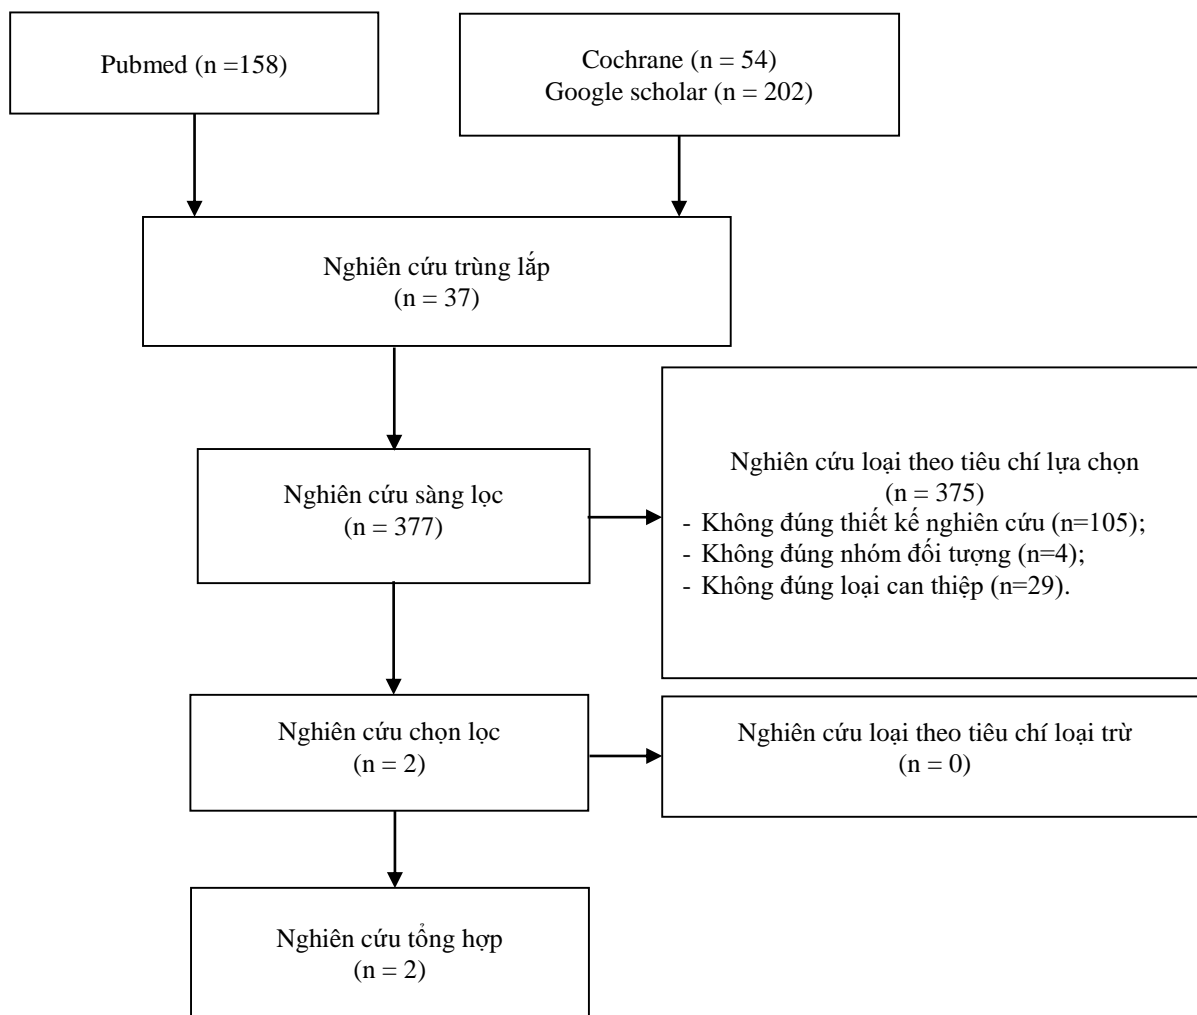 Pubmed (n =158)
Cochrane (n = 54)
Google scholar (n = 202)
Nghiên cứu trùng lắp
(n = 37)
Nghiên cứu sàng lọc
(n = 377)
Nghiên cứu loại theo tiêu chí lựa chọn
(n = 375)
- Không đúng thiết kế nghiên cứu (n=105);
- Không đúng nhóm đối tượng (n=4);
- Không đúng loại can thiệp (n=29).
Nghiên cứu chọn lọc
(n = 2)
Nghiên cứu loại theo tiêu chí loại trừ
(n = 0)
Nghiên cứu tổng hợp
(n = 2)